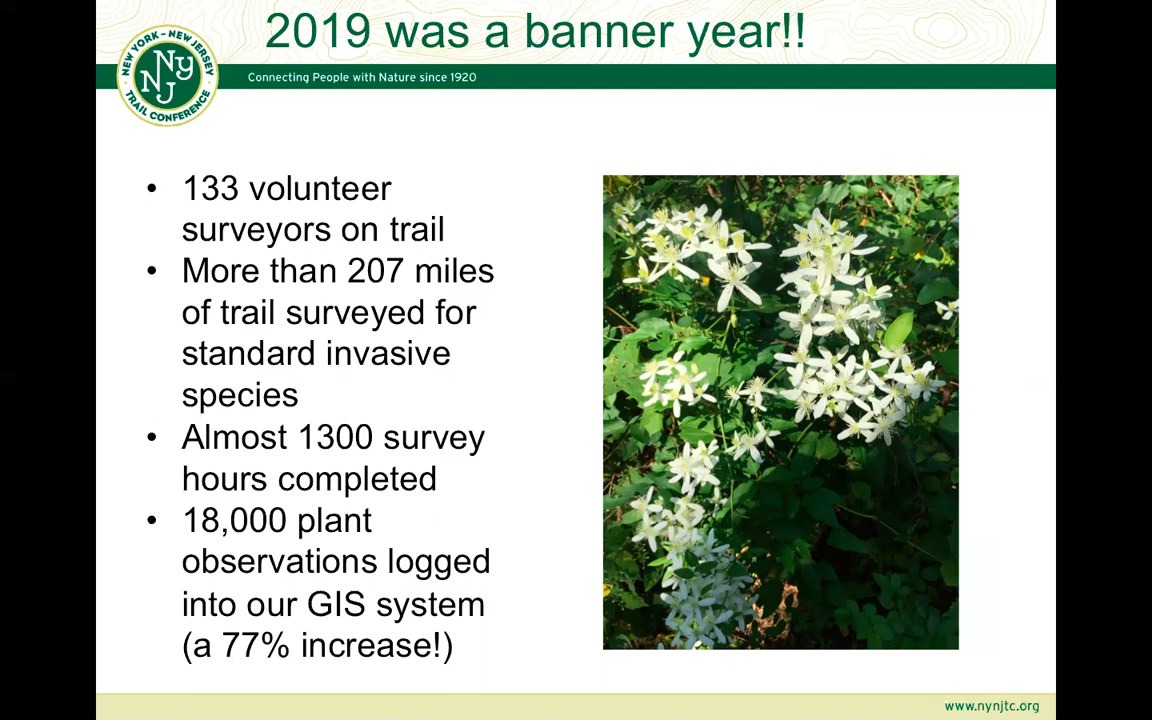 2019 was a banner year!!
NEW YORK - NEW JERSEY
NY
NJ
TRAIL CONFERENCE
Connecting People with Nature since 1920
• 133 volunteer
surveyors on trail
• More than 207 miles
of trail surveyed for
standard invasive
species
• Almost 1300 survey
hours completed
• 18,000 plant
observations logged
into our GIS system
(a 77% increase!)
www.nynjtc.org